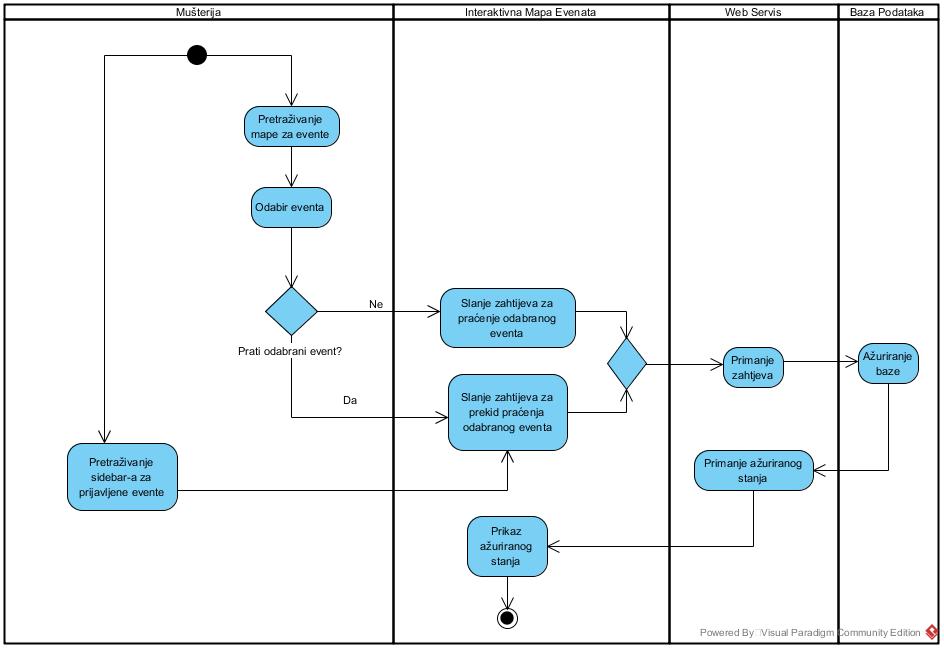 Mušterija
Interaktivna Mapa Evenata
Web Servis
Baza Podataka
Pretraživanje
mape za evente
Odabir eventa
Prati odabrani event?
Ne
Da
Slanje zahtijeva za
praćenje odabranog
eventa
Slanje zahtijeva za
prekid praćenja
odabranog eventa
Primanje
zahtjeva
Ažuriranje
baze
Pretraživanje
sidebar-a za
prijavljene evente
Primanje ažuriranog
stanja
Prikaz
ažuriranog
stanja
Powered By Visual Paradigm Community Edition